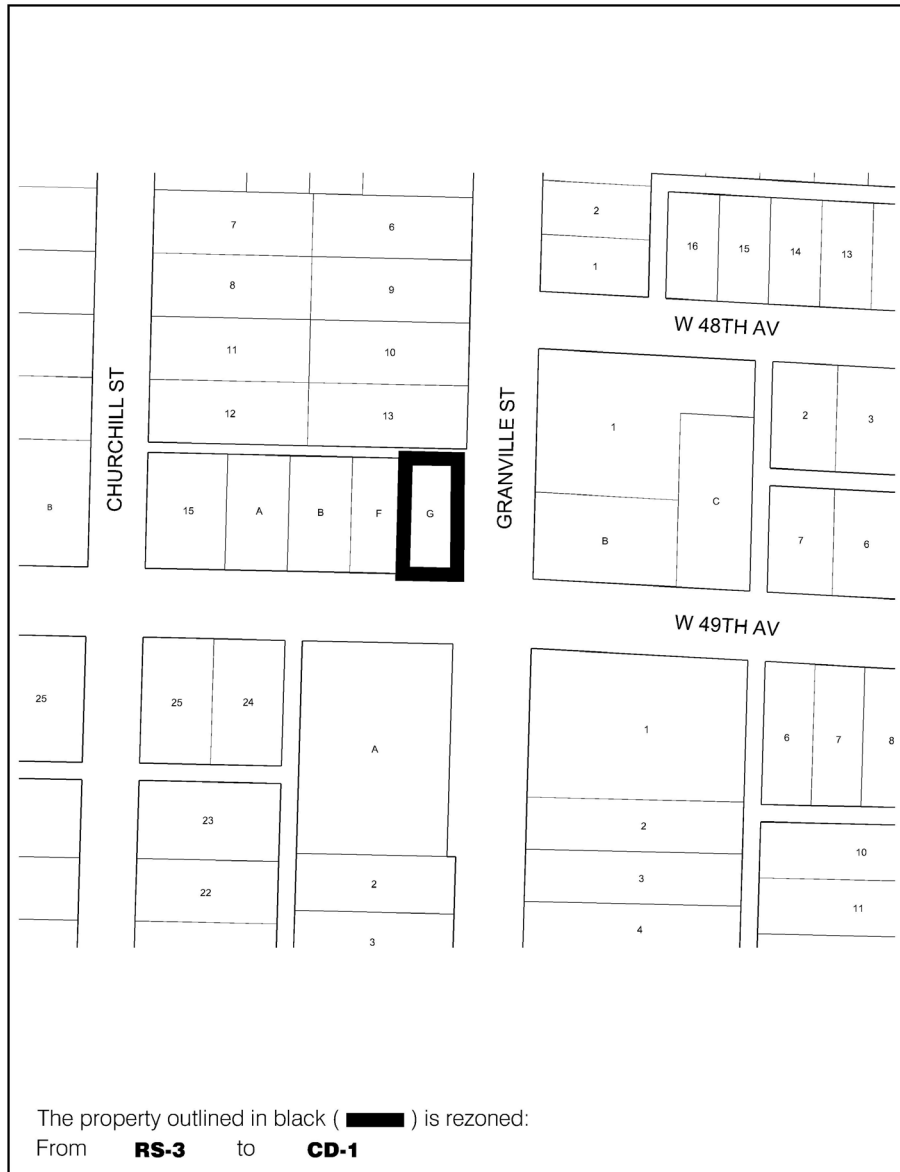 2
1
16
15
14
13
7
6
8
9
11
10
12
13
W 48TH AV
CHURCHILL ST
GRANVILLE ST
1
C
B
2
3
7
6
B
15
A
B
F
G
W 49TH AV
25
25
24
A
1
6
7
8
23
22
2
3
2
3
4
10
11
The property outlined in black ( ) is rezoned:
From RS-3 to CD-1